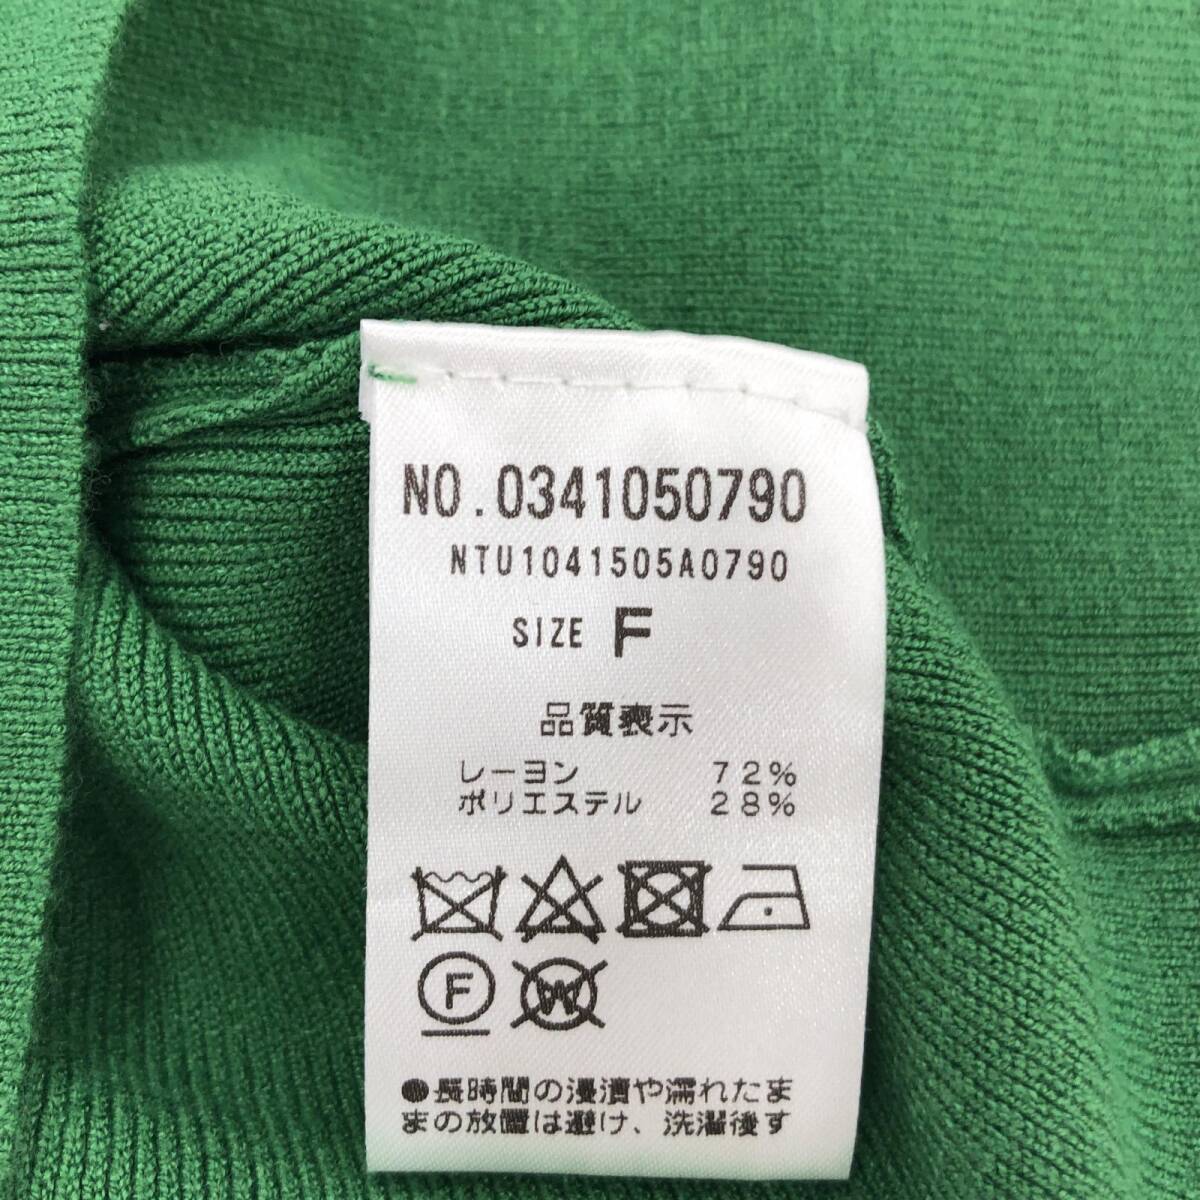 NO.0341050790
NTU1041505A0790
SIZE F
品質表示
レーヨン 72%
ポリエステル 28%
F
W
●長時間の浸漬や濡れたま
まの放置は避け、洗濯後す